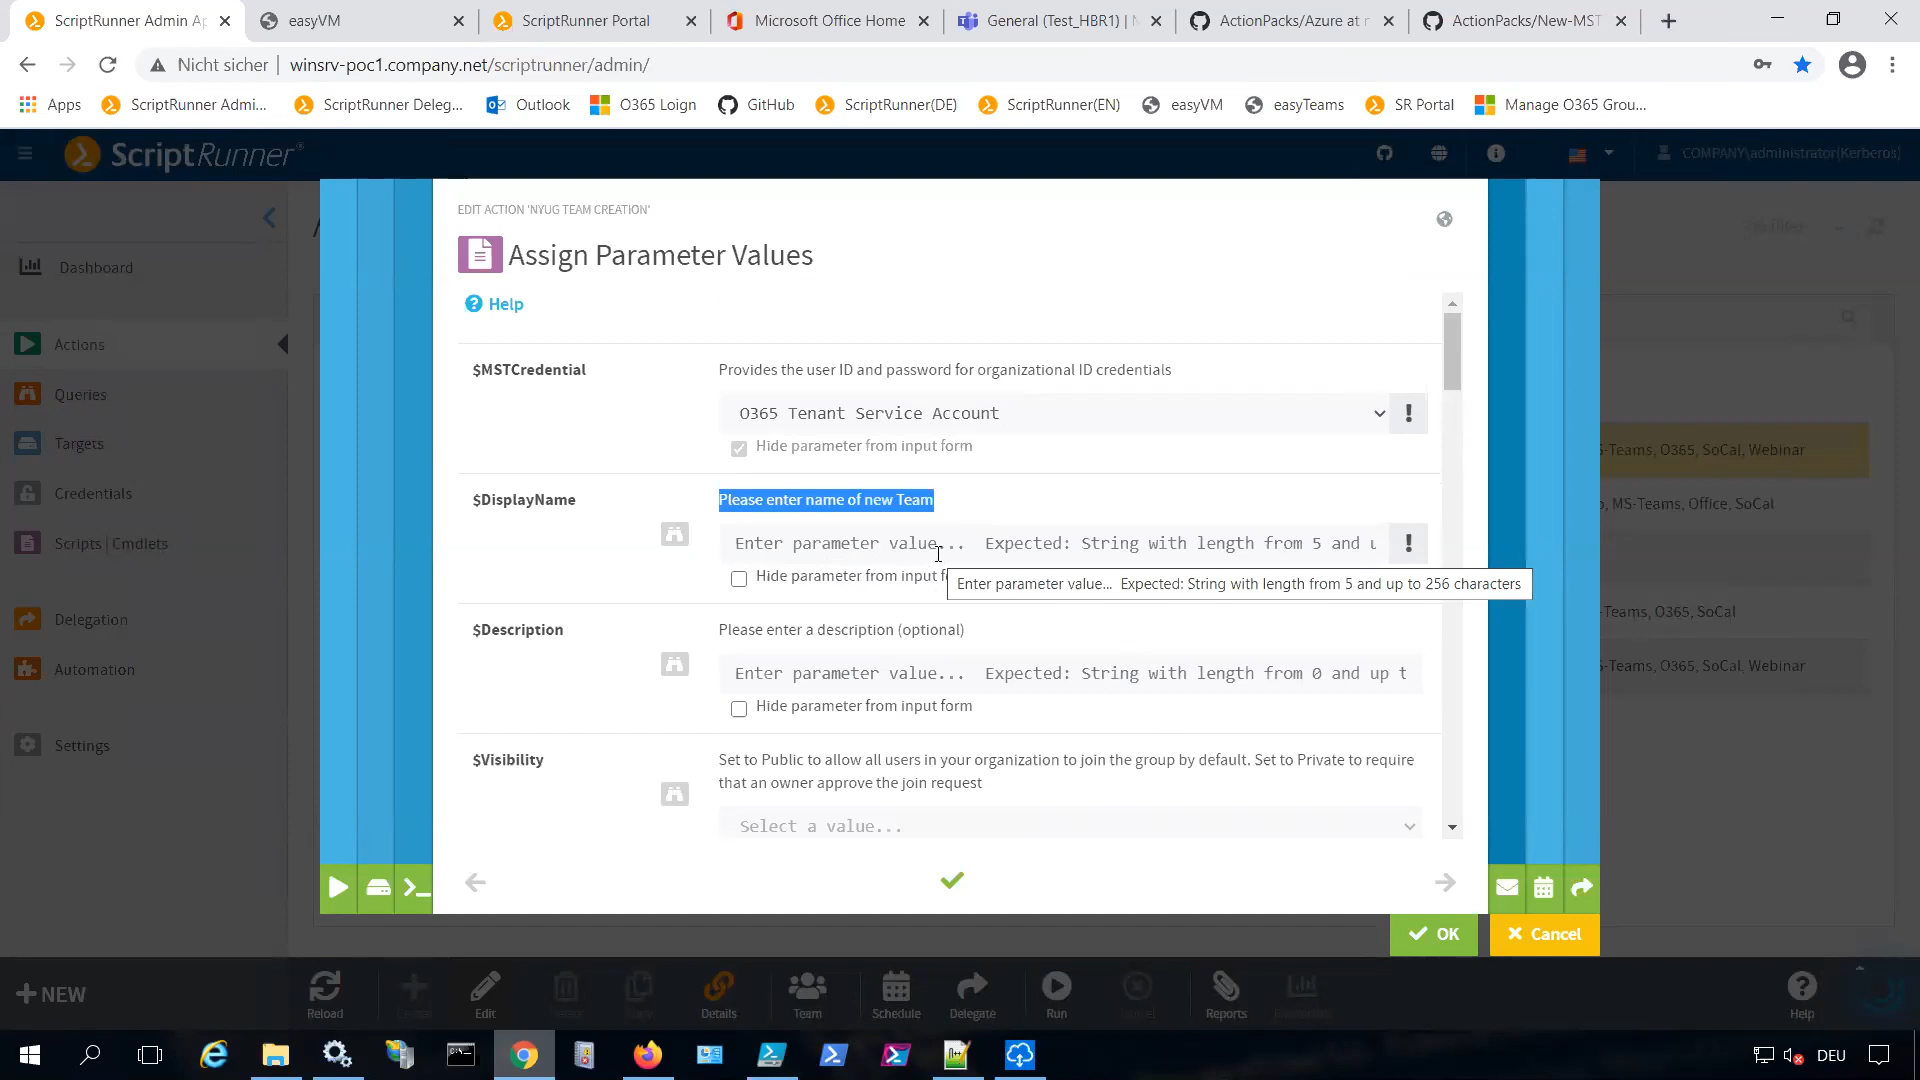 ScriptRunner Admin Ap
easyVM
ScriptRunner Portal
Microsoft Office Home
General (Test_HBR1) |
ActionPacks/Azure at
ActionPacks/New-MST
Nicht sicher
winsrv-poc1.company.net/scriptrunner/admin/
Apps
ScriptRunner Admi...
ScriptRunner Deleg...
Outlook
O365 Loign
GitHub
ScriptRunner(DE)
ScriptRunner(EN)
easyVM
easyTeams
SR Portal
Manage O365 Grou...
ScriptRunner®
COMPANY\administrator(Kerberos)
EDIT ACTION 'NYUG TEAM CREATION'
Assign Parameter Values
Help
Dashboard
Actions
Queries
Targets
Credentials
Scripts | Cmdlets
Delegation
Automation
Settings
$MSTCredential
Provides the user ID and password for organizational ID credentials
O365 Tenant Service Account
Hide parameter from input form
$DisplayName
Please enter name of new Team
Enter parameter value... Expected: String with length from 5 and u
Hide parameter from input f
Enter parameter value... Expected: String with length from 5 and up to 256 characters
$Description
Please enter a description (optional)
Enter parameter value... Expected: String with length from 0 and up t
Hide parameter from input form
$Visibility
Set to Public to allow all users in your organization to join the group by default. Set to Private to require
that an owner approve the join request
Select a value...
-Teams, O365, SoCal, Webinar
, MS-Teams, Office, SoCal
-Teams, O365, SoCal
-Teams, O365, SoCal, Webinar
OK
Cancel
NEW
Reload
Edit
Details
Team
Schedule
Delegate
Run
Reports
Help
DEU